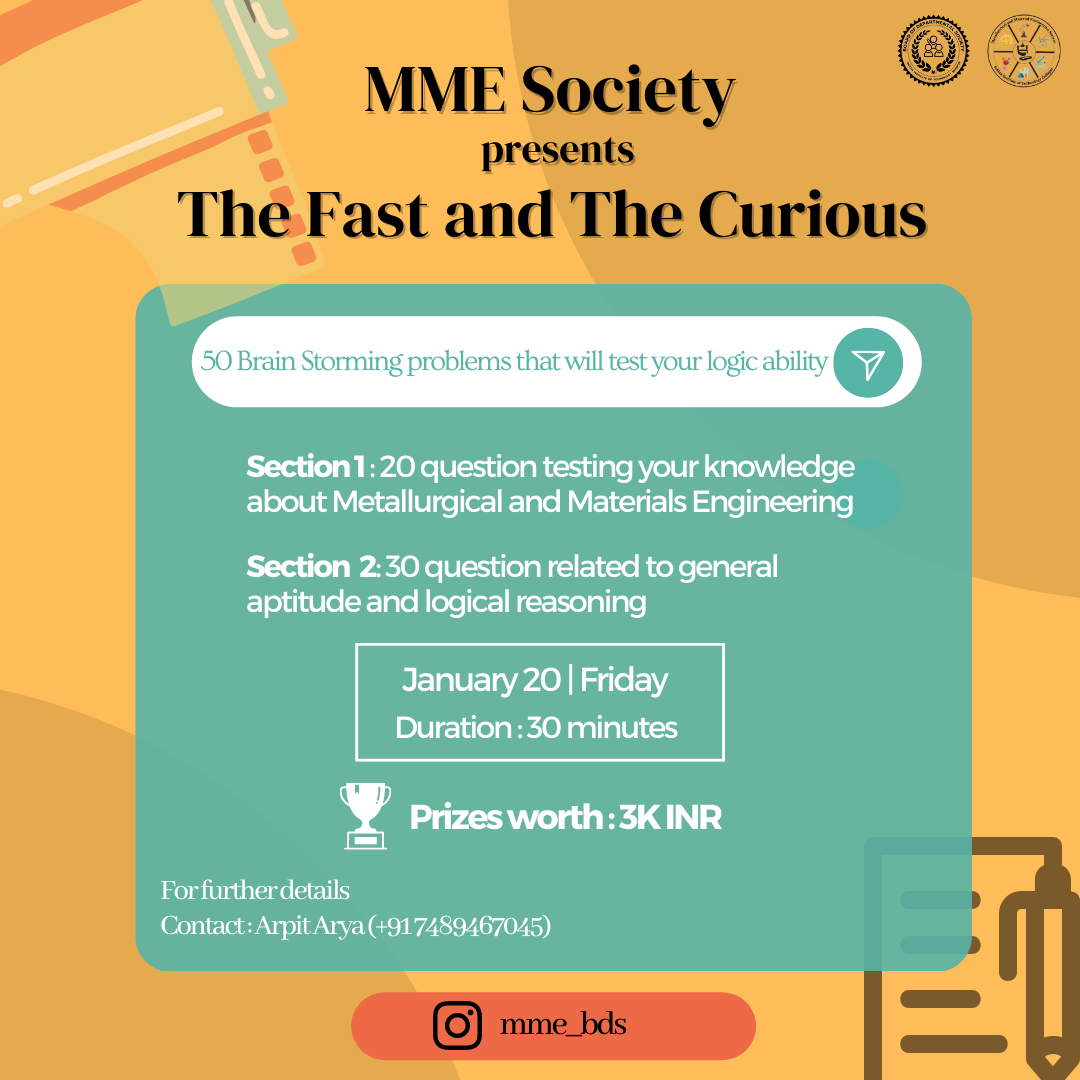 MME Society
presents
The Fast and The Curious
50 Brain Storming problems that will test your logic ability
Section 1 : 20 question testing your knowledge
about Metallurgical and Materials Engineering
Section 2: 30 question related to general
aptitude and logical reasoning
January 20 | Friday
Duration : 30 minutes
Prizes worth : 3K INR
For further details
Contact : Arpit Arya (+91 7489467045)
mme_bds